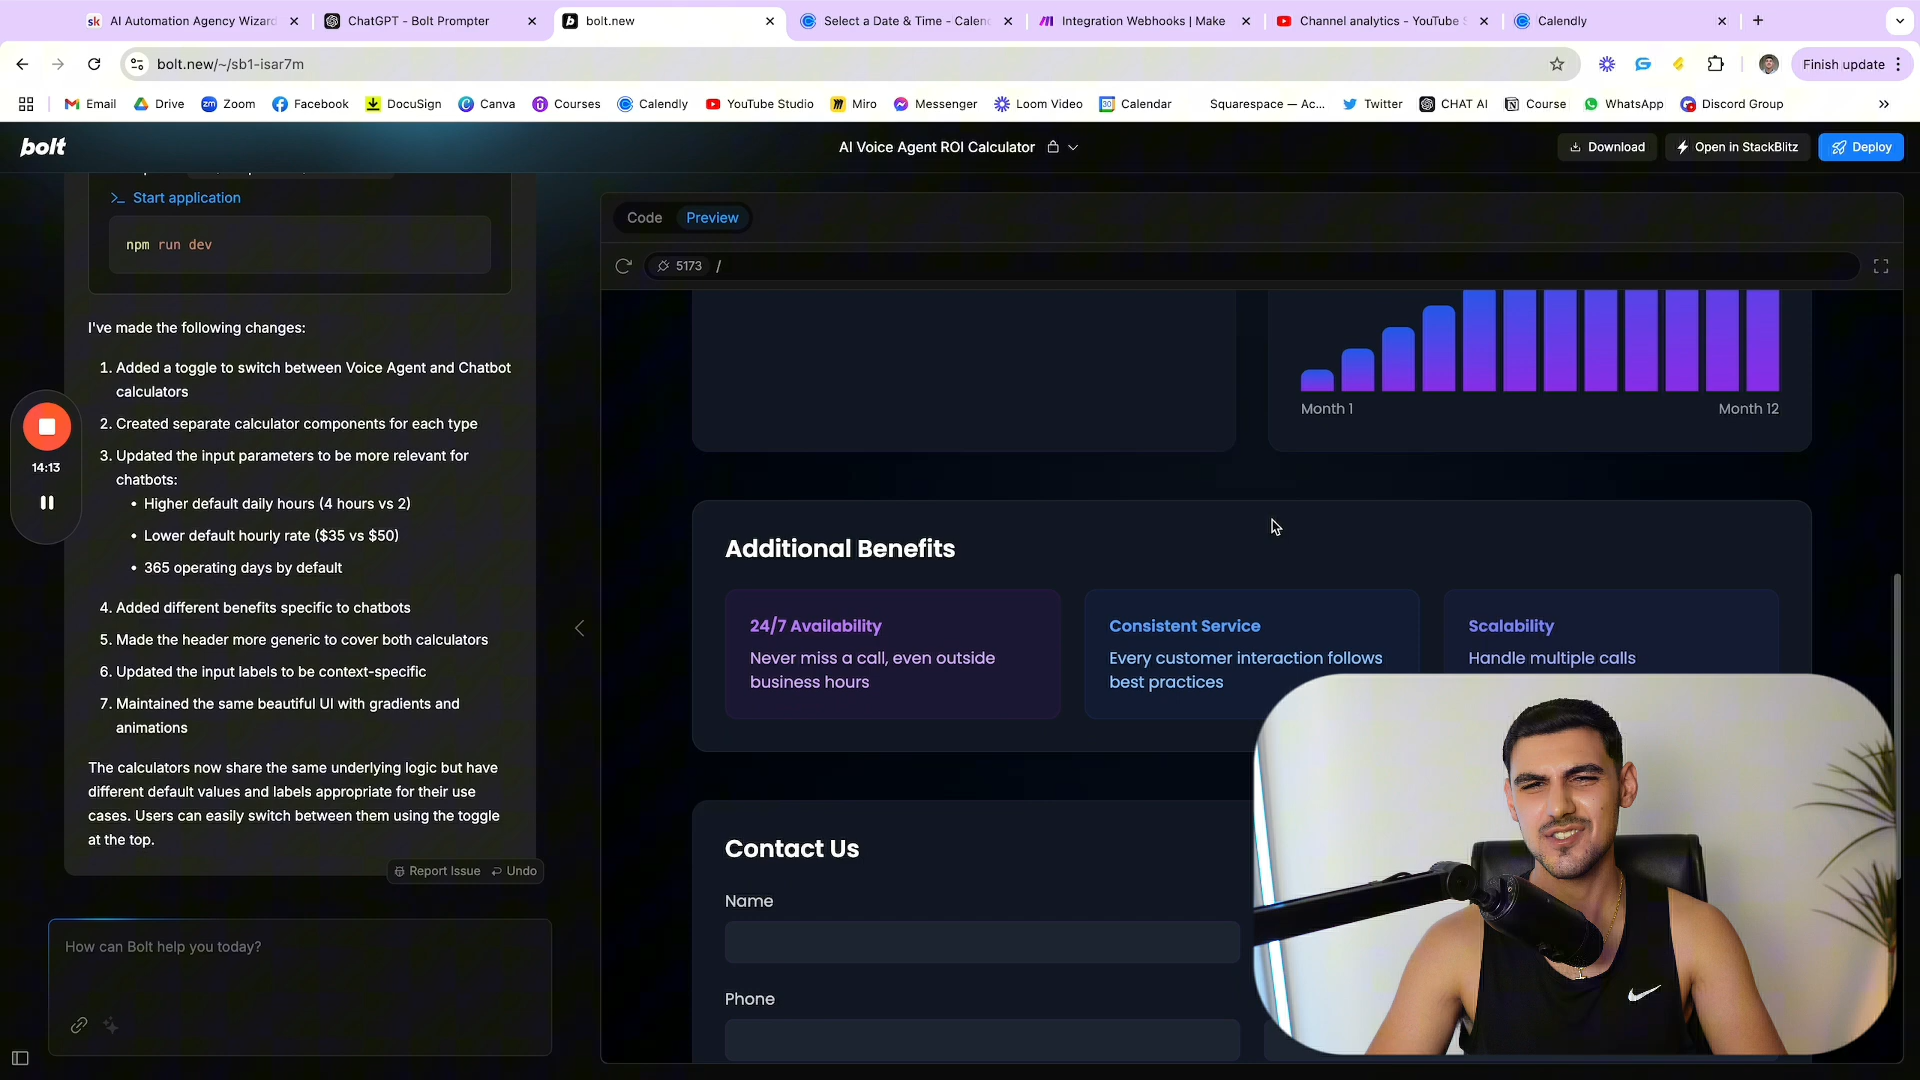 AI Automation Agency Wizard
ChatGPT - Bolt Prompter
bolt.new
Select a Date & Time - Calen
Integration Webhooks | Make
Channel analytics - YouTube S
Calendly
bolt.new/~/sb1-isar7m
Finish update
Email
Drive
Zoom
Facebook
DocuSign
Canva
Courses
Calendly
YouTube Studio
Miro
Messenger
Loom Video
Calendar
Squarespace — Ac...
Twitter
CHAT AI
Course
WhatsApp
Discord Group
bolt
AI Voice Agent ROI Calculator
Download
Open in StackBlitz
Deploy
Start application
npm run dev
I've made the following changes:
1. Added a toggle to switch between Voice Agent and Chatbot
calculators
2. Created separate calculator components for each type
3. Updated the input parameters to be more relevant for
chatbots:
• Higher default daily hours (4 hours vs 2)
• Lower default hourly rate ($35 vs $50)
• 365 operating days by default
4. Added different benefits specific to chatbots
5. Made the header more generic to cover both calculators
6. Updated the input labels to be context-specific
7. Maintained the same beautiful UI with gradients and
animations
The calculators now share the same underlying logic but have
different default values and labels appropriate for their use
cases. Users can easily switch between them using the toggle
at the top.
Report Issue
Undo
How can Bolt help you today?
14:13
Code
Preview
5173
/
Month 1
Month 12
Additional Benefits
24/7 Availability
Never miss a call, even outside
business hours
Consistent Service
Every customer interaction follows
best practices
Scalability
Handle multiple calls
Contact Us
Name
Phone